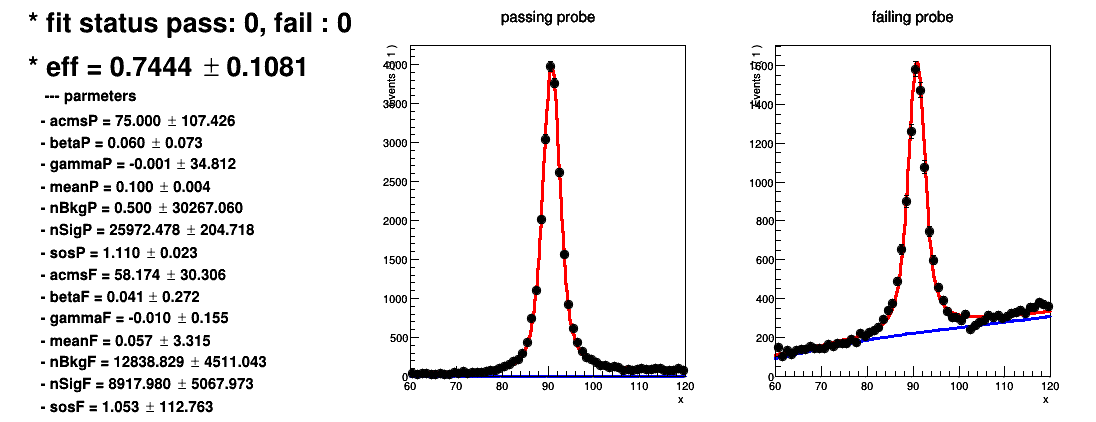 * fit status pass: 0, fail : 0
* eff = 0.7444 ± 0.1081
--- parmeters
- acmsP = 75.000 ± 107.426
- betaP = 0.060 ± 0.073
- gammaP = -0.001 ± 34.812
- meanP = 0.100 ± 0.004
- nBkgP = 0.500 ± 30267.060
- nSigP = 25972.478 ± 204.718
- sosP = 1.110 ± 0.023
- acmsF = 58.174 ± 30.306
- betaF = 0.041 ± 0.272
- gammaF = -0.010 ± 0.155
- meanF = 0.057 ± 3.315
- nBkgF = 12838.829 ± 4511.043
- nSigF = 8917.980 ± 5067.973
- sosF = 1.053 ± 112.763
passing probe
Events ( 1 )
4000
3500
3000
2500
2000
1500
1000
500
0
60 70 80 90 100 110 120
x
failing probe
Events ( 1 )
1600
1400
1200
1000
800
600
400
200
0
60 70 80 90 100 110 120
x